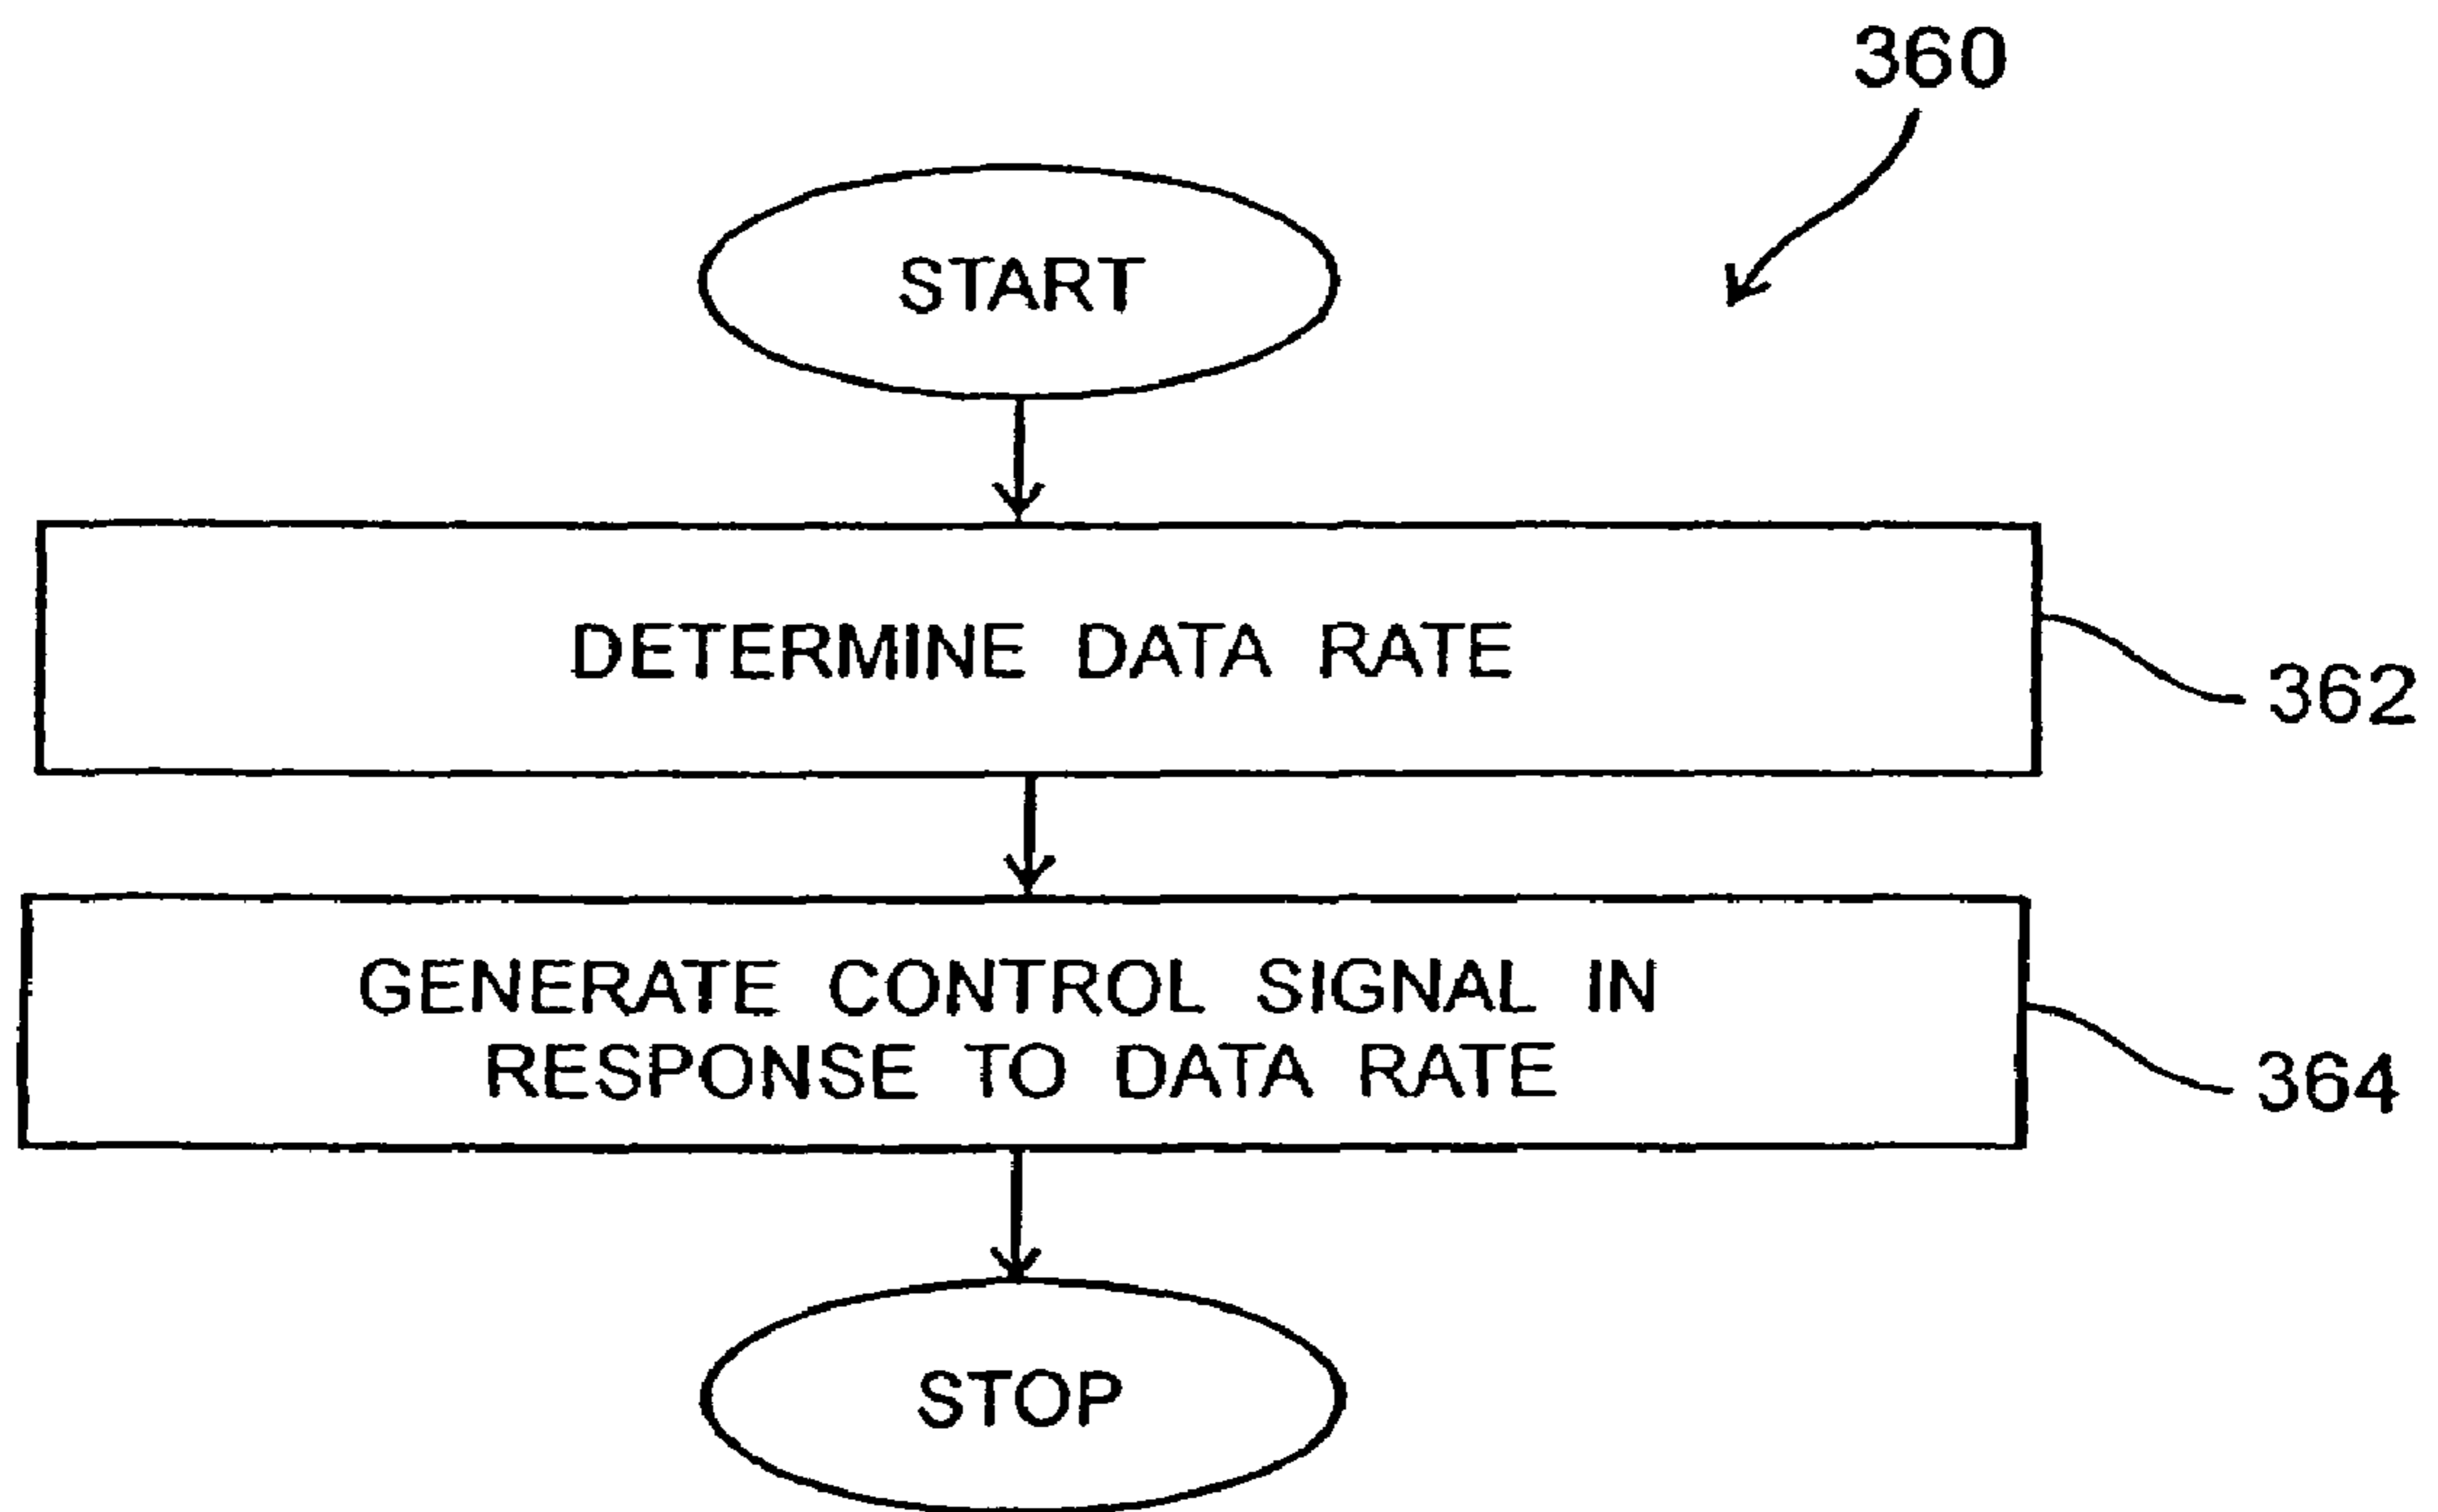 360
START
DETERMINE DATA RATE
362
GENERATE CONTROL SIGNAL IN
RESPONSE TO DATA RATE
364
STOP